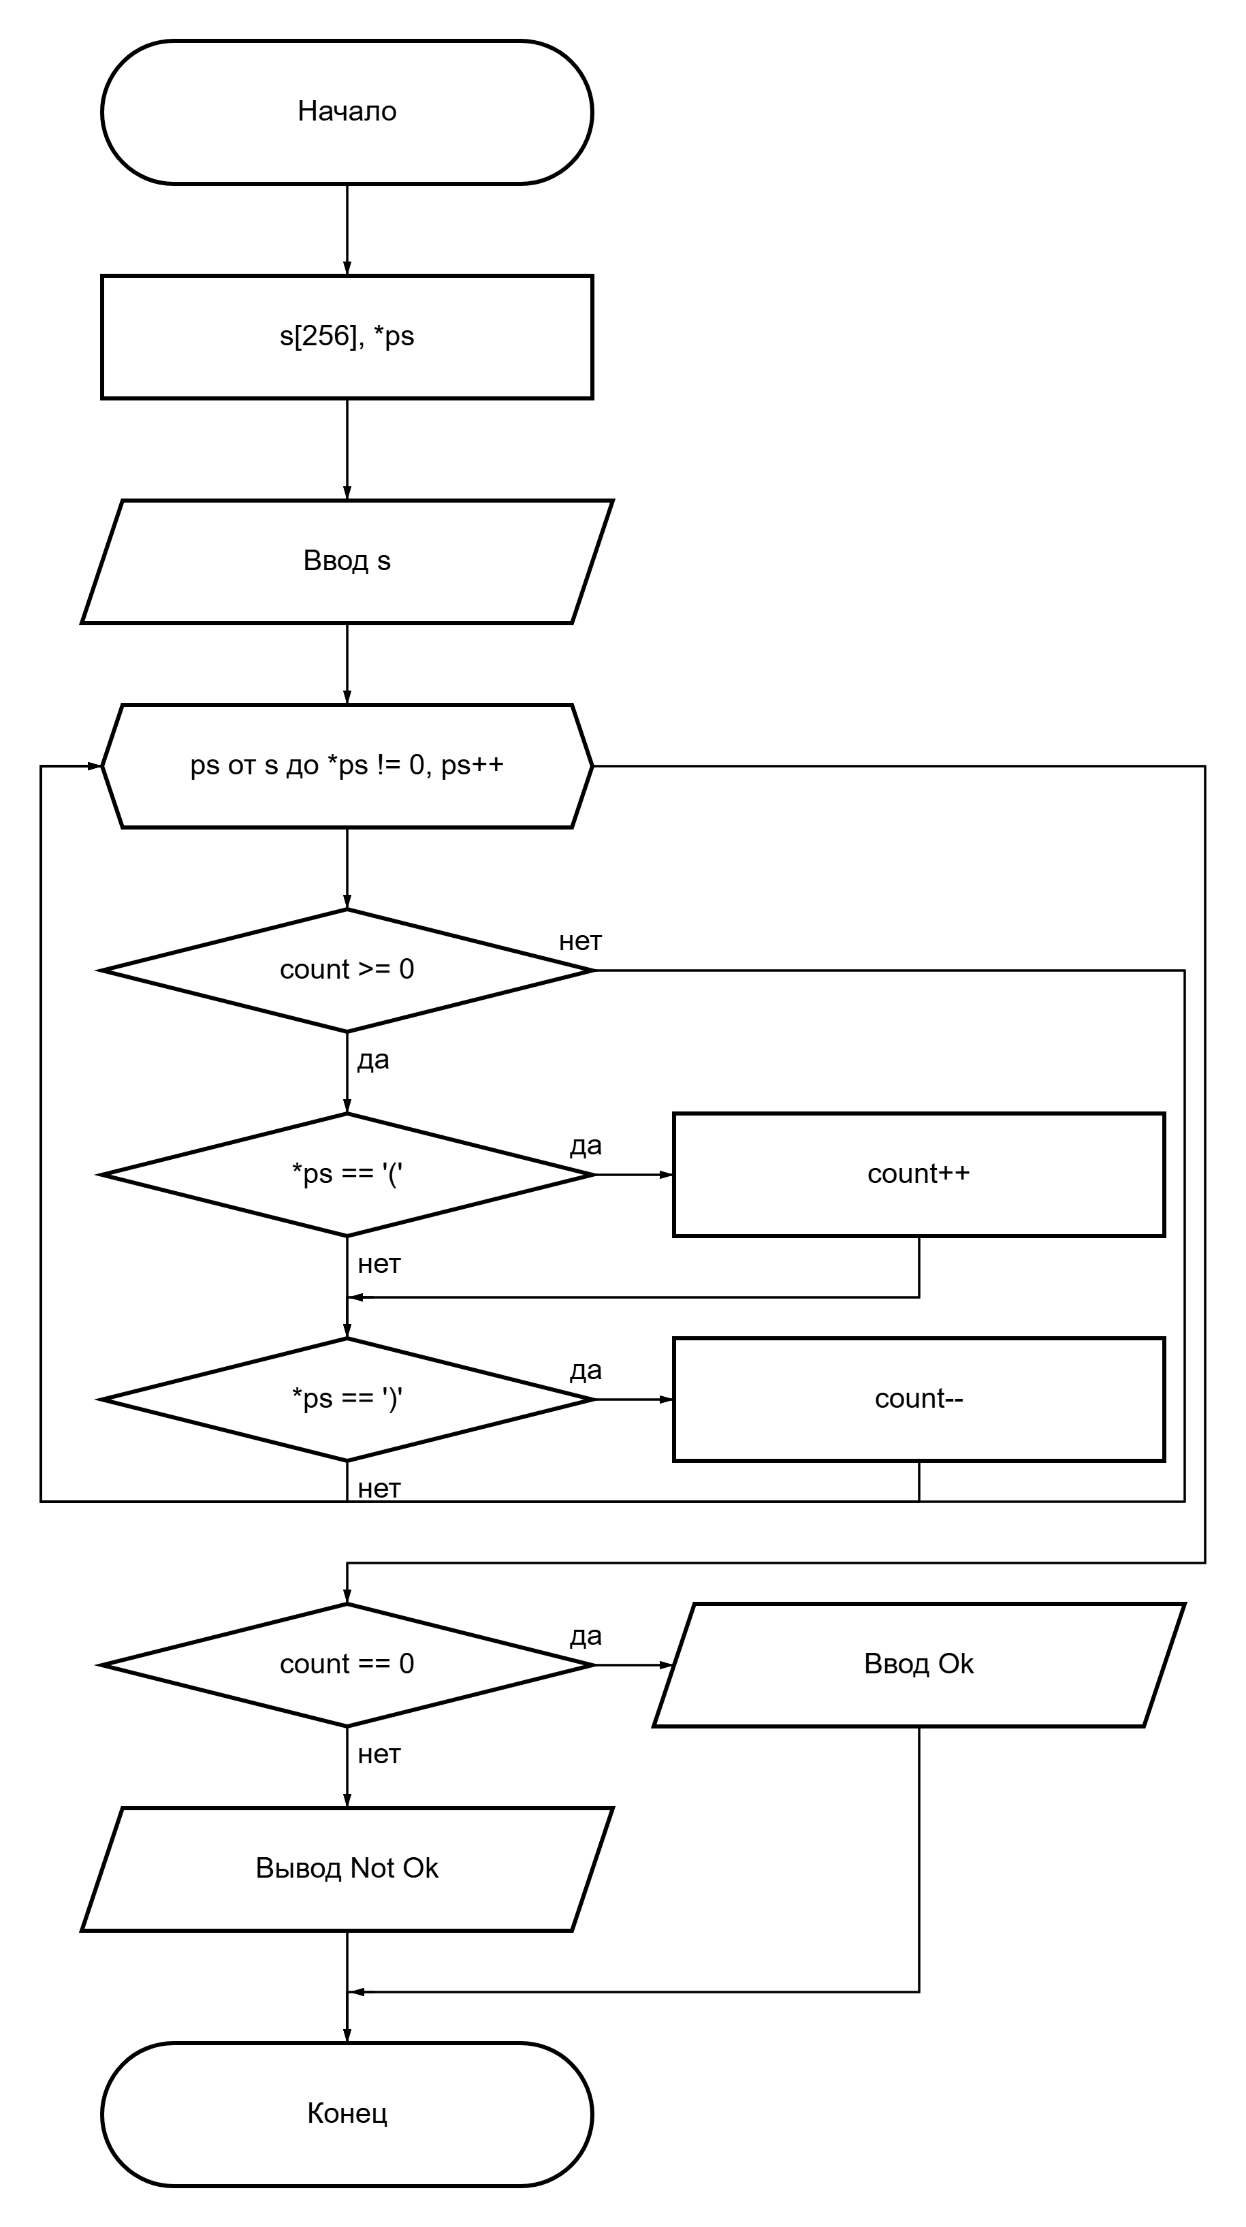 Начало
s[256], *ps
Ввод s
ps от s до *ps != 0, ps++
count >= 0
нет
да
*ps == '('
да
count++
нет
*ps == ')'
да
count--
нет
count == 0
да
Ввод Ok
нет
Вывод Not Ok
Конец